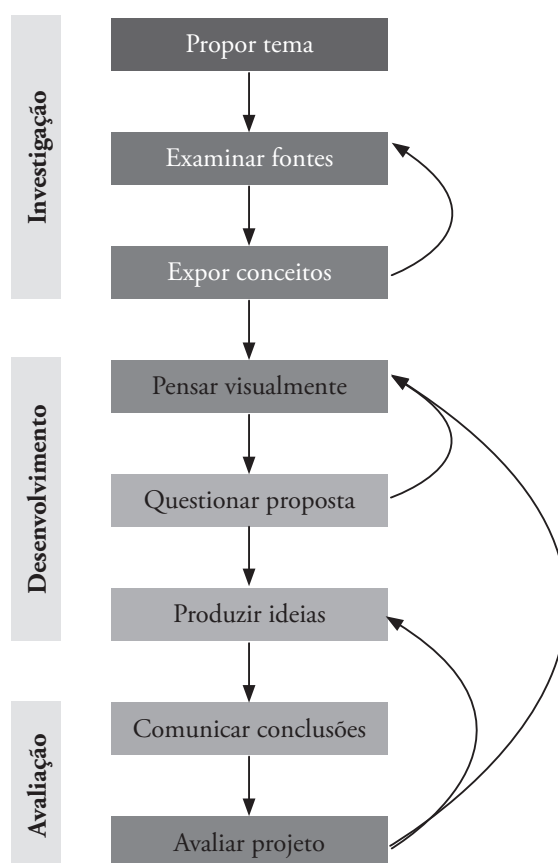 Investigação
Propor tema
Examinar fontes
Expor conceitos
Desenvolvimento
Pensar visualmente
Questionar proposta
Produzir ideias
Avaliação
Comunicar conclusões
Avaliar projeto